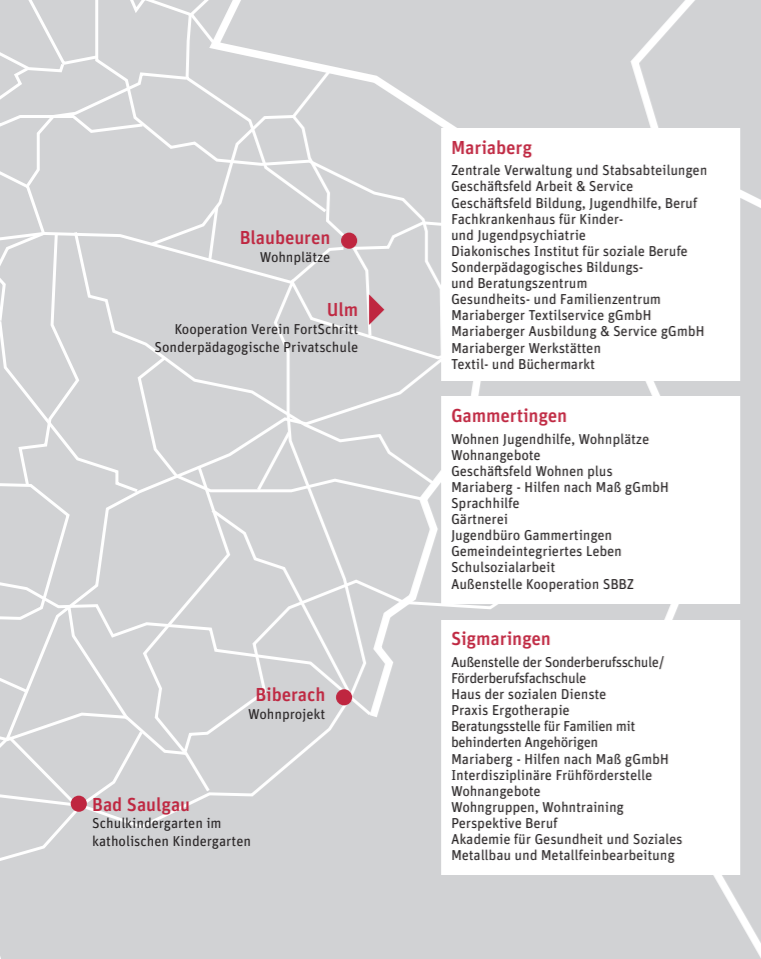 Mariaberg
Zentrale Verwaltung und Stabsabteilungen
Geschäftsfeld Arbeit & Service
Geschäftsfeld Bildung, Jugendhilfe, Beruf
Fachkrankenhaus für Kinder-
und Jugendpsychiatrie
Diakonisches Institut für soziale Berufe
Sonderpädagogisches Bildungs-
und Beratungszentrum
Gesundheits- und Familienzentrum
Mariaberger Textilservice gGmbH
Mariaberger Ausbildung & Service gGmbH
Mariaberger Werkstätten
Textil- und Büchermarkt
Blaubeuren
Wohnplätze
Ulm
Kooperation Verein FortSchritt
Sonderpädagogische Privatschule
Gammertingen
Wohnen Jugendhilfe, Wohnplätze
Wohnangebote
Geschäftsfeld Wohnen plus
Mariaberg - Hilfen nach Maß gGmbH
Sprachhilfe
Gärtnerei
Jugendbüro Gammertingen
Gemeindeintegriertes Leben
Schulsozialarbeit
Außenstelle Kooperation SBBZ
Sigmaringen
Außenstelle der Sonderberufsschule/
Förderberufsfachschule
Haus der sozialen Dienste
Praxis Ergotherapie
Beratungsstelle für Familien mit
behinderten Angehörigen
Mariaberg - Hilfen nach Maß gGmbH
Interdisziplinäre Frühförderstelle
Wohnangebote
Wohngruppen, Wohntraining
Perspektive Beruf
Akademie für Gesundheit und Soziales
Metallbau und Metallfeinbearbeitung
Biberach
Wohnprojekt
Bad Saulgau
Schulkindergarten im
katholischen Kindergarten